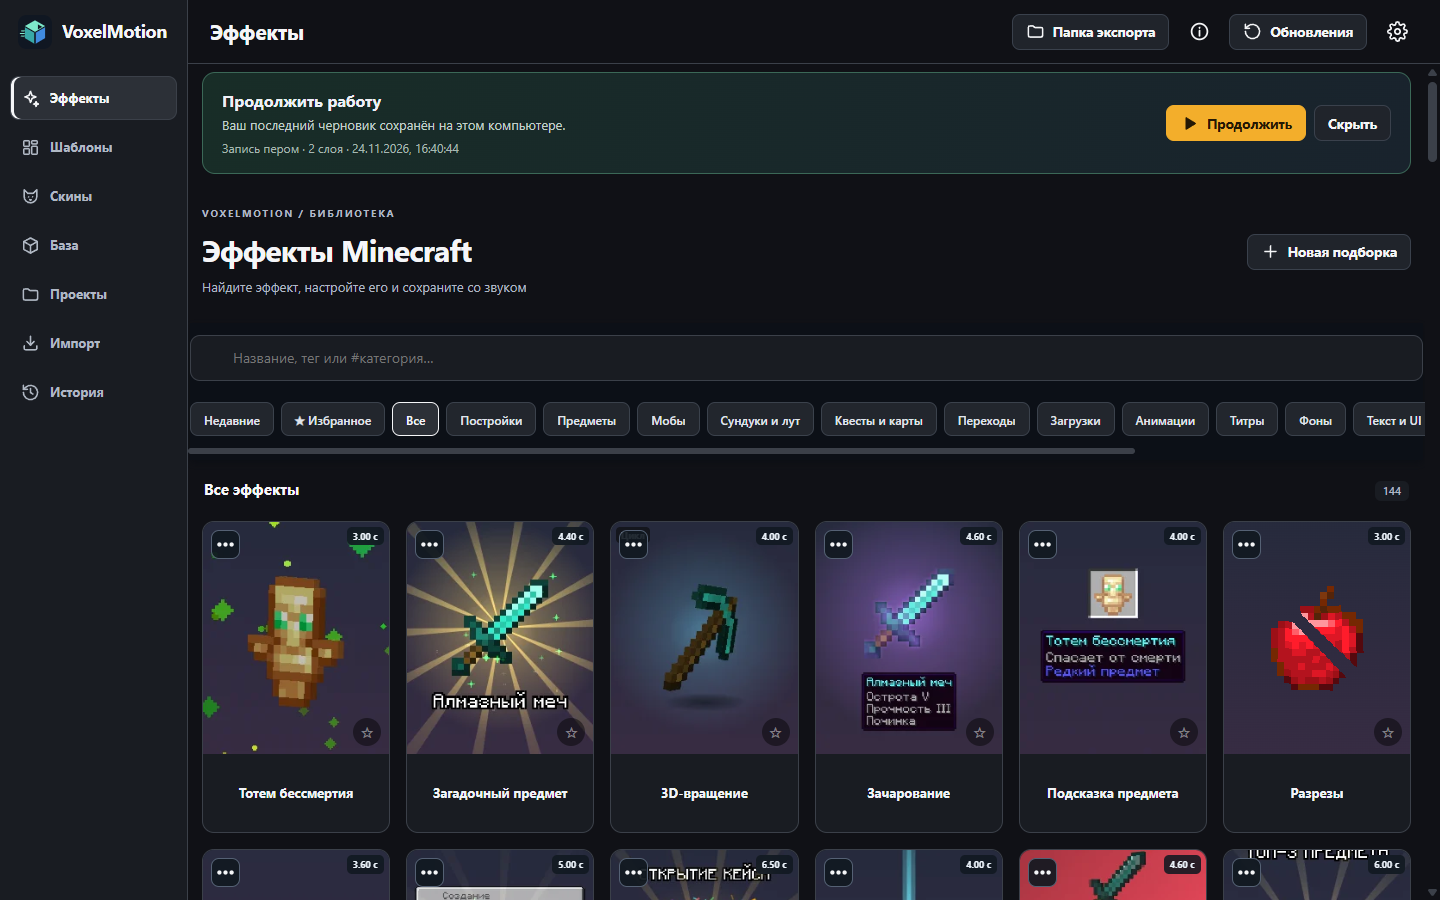 VoxelMotion
Эффекты
Папка экспорта
Обновления
Эффекты
Шаблоны
Скины
База
Проекты
Импорт
История
Продолжить работу
Ваш последний черновик сохранён на этом компьютере.
Запись пером · 2 слоя · 24.11.2026, 16:40:44
Продолжить
Скрыть
VOXELMOTION / БИБЛИОТЕКА
Эффекты Minecraft
Найдите эффект, настройте его и сохраните со звуком
Новая подборка
Название, тег или #категория...
Недавние
★ Избранное
Все
Постройки
Предметы
Мобы
Сундуки и лут
Квесты и карты
Переходы
Загрузки
Анимации
Титры
Фоны
Текст и UI
Все эффекты
144
3.00 с
Тотем бессмертия
4.40 с
Алмазный меч
Загадочный предмет
4.00 с
3D-вращение
4.60 с
Алмазный меч
Острота V
Прочность III
Починка
Зачарование
4.00 с
Тотем бессмертия
Спасает от смерти
Редкий предмет
Подсказка предмета
3.00 с
Разрезы
3.60 с
5.00 с
Создание
6.50 с
4.00 с
4.60 с
6.00 с
ТОП-3 ПРЕДМЕТА